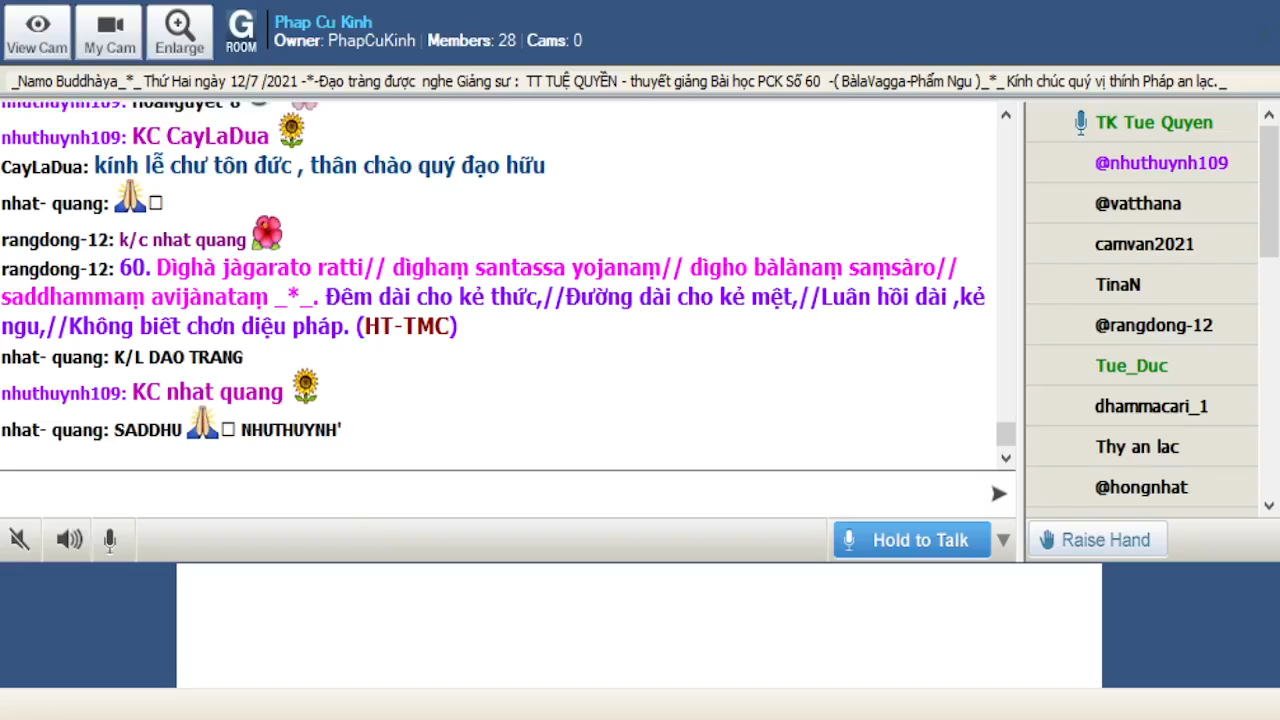 View Cam
My Cam
Enlarge
G
ROOM
Phap Cu Kinh
Owner: PhapCuKinh Members: 28 Cams: 0
_Namo Buddhàya_*_ Thứ Hai ngày 12/7 /2021 -*-Đạo tràng được nghe Giảng sư : TT TUỆ QUYỀN - thuyết giảng Bài học PCK Số 60 -( BàlaVagga-Phẩm Ngu )_*_Kính chúc quý vị thính Pháp an lạc._
nhuthuynh109: HoaNguyet 8
nhuthuynh109: KC CayLaDua
CayLaDua: kính lễ chư tôn đức , thân chào quý đạo hữu
nhat- quang:
rangdong-12: k/c nhat quang
rangdong-12: 60. Dìghà jàgarato ratti// dìghaṃ santassa yojanaṃ// dìgho bàlànaṃ saṃsàro//
saddhammaṃ avijànataṃ _*_. Đêm dài cho kẻ thức,//Đường dài cho kẻ mệt,//Luân hồi dài ,kẻ
ngu,//Không biết chơn diệu pháp. (HT-TMC)
nhat- quang: K/L DAO TRANG
nhuthuynh109: KC nhat quang
nhat- quang: SADDHU NHUTHUYNH'
TK Tue Quyen
@nhuthuynh109
@vatthana
camvan2021
TinaN
@rangdong-12
Tue_Duc
dhammacari_1
Thy an lac
@hongnhat
Hold to Talk
Raise Hand